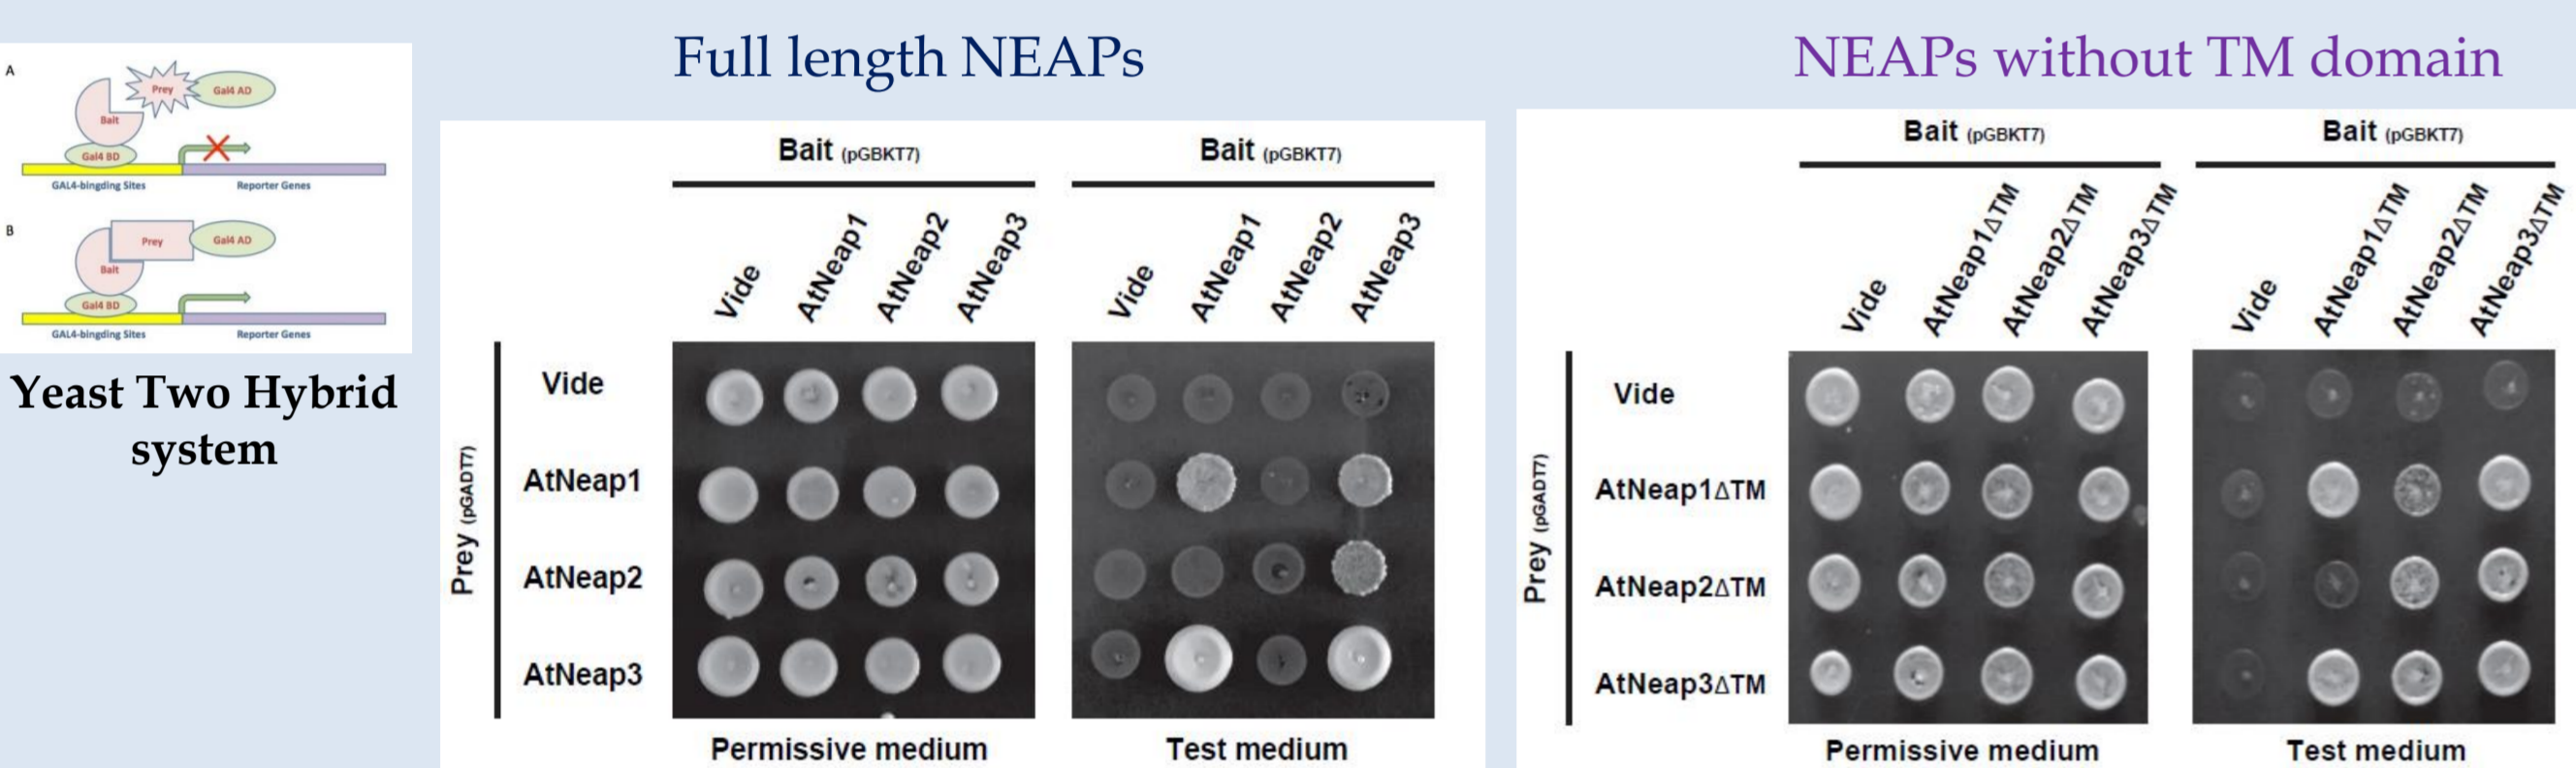 Full length NEAPs
NEAPs without TM domain
A
Prey
Gal4 AD
Bait
Gal4 BD
GAL4-bingding Sites
Reporter Genes
B
Prey
Gal4 AD
Bait
Gal4 BD
GAL4-bingding Sites
Reporter Genes
Yeast Two Hybrid
system
Bait (pGBKT7)
Bait (pGBKT7)
Vide
AtNeap1
AtNeap2
AtNeap3
Vide
AtNeap1
AtNeap2
AtNeap3
Prey (pGADT7)
Vide
AtNeap1
AtNeap2
AtNeap3
Permissive medium
Test medium
Bait (pGBKT7)
Bait (pGBKT7)
Vide
AtNeap1ΔTM
AtNeap2ΔTM
AtNeap3ΔTM
Vide
AtNeap1ΔTM
AtNeap2ΔTM
AtNeap3ΔTM
Prey (pGADT7)
Vide
AtNeap1ΔTM
AtNeap2ΔTM
AtNeap3ΔTM
Permissive medium
Test medium